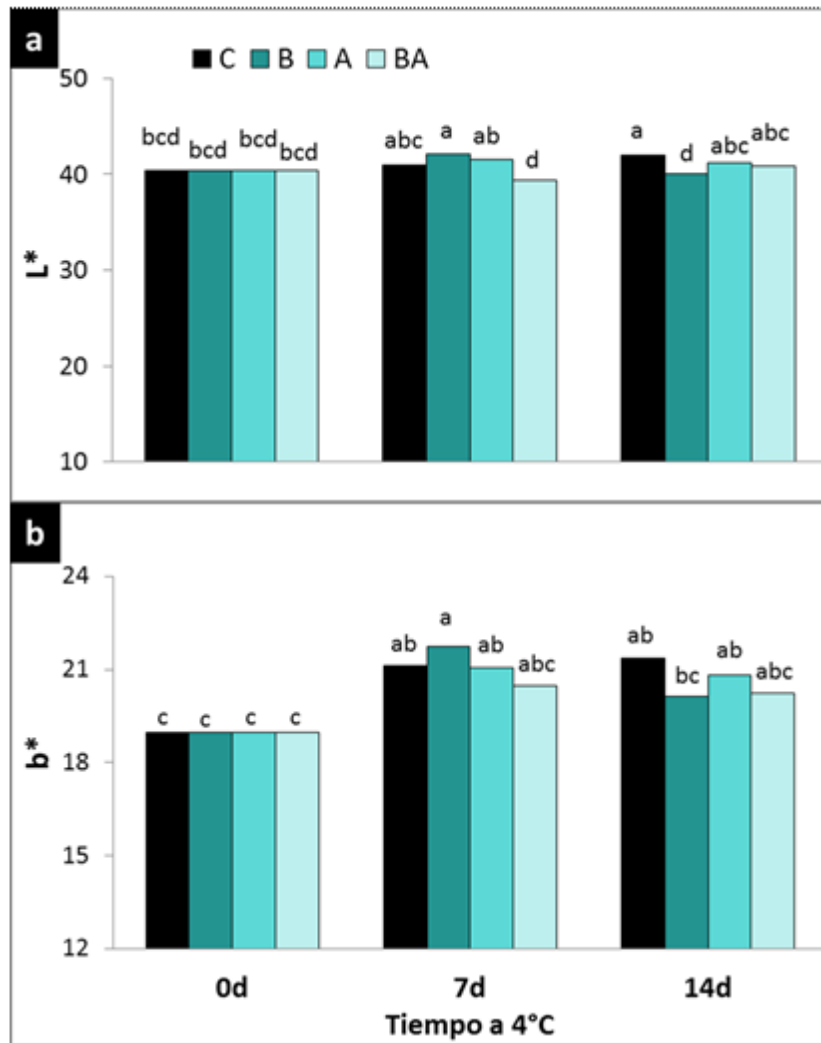 a
C B A BA
50
40
30
20
10
L*
bcd bcd bcd bcd
abc a ab d
a d abc abc
b
24
21
18
15
12
b*
c c c c
ab a ab abc
ab bc ab abc
0d 7d 14d
Tiempo a 4°C